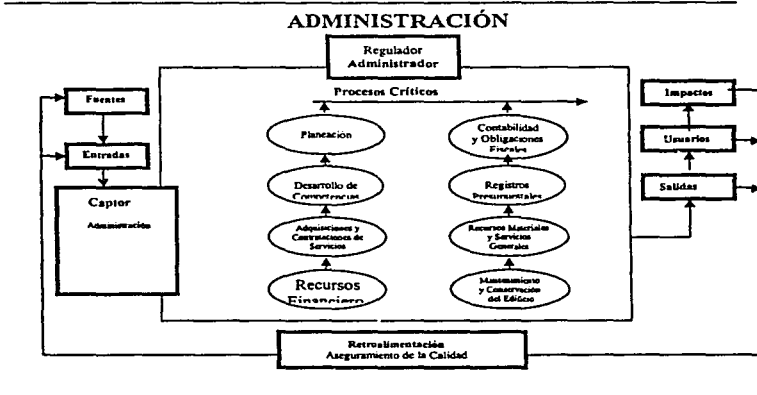 ADMINISTRACIÓN
Regulador
Administrador
Procesos Críticos
Fuentes
Entradas
Captor
Administración
Planeación
Desarrollo de
Competencias
Adquisiciones y
Contrataciones de
Servicios
Recursos
Financiero
Contabilidad
y Obligaciones
Fiscales
Registros
Presupuestales
Recursos Materiales
y Servicios
Generales
Mantenimiento
y Conservación
del Edificio
Impactos
Usuarios
Salidas
Retroalimentación
Aseguramiento de la Calidad